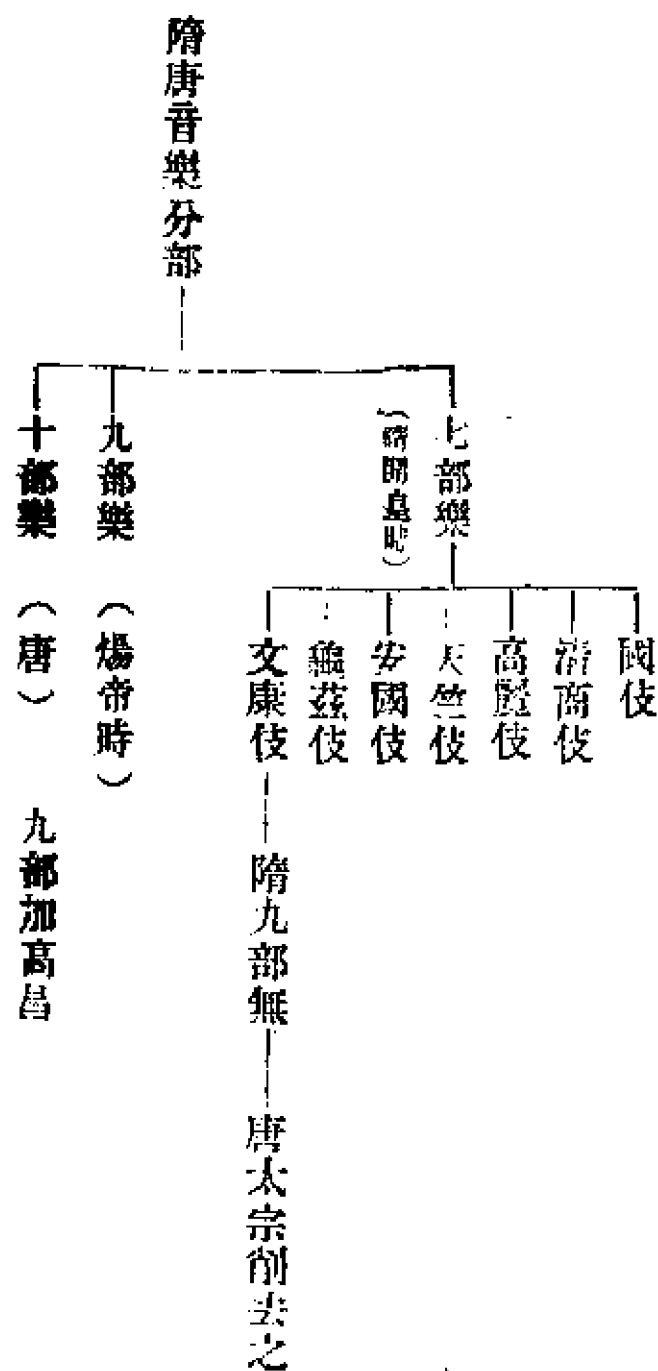 隋唐音樂分部
七部樂
(隋開皇時)
國伎
清商伎
高麗伎
天竺伎
安國伎
龜茲伎
文康伎
隋九部無
唐太宗削去之
九部樂 (煬帝時)
十部樂 (唐) 九部加高昌